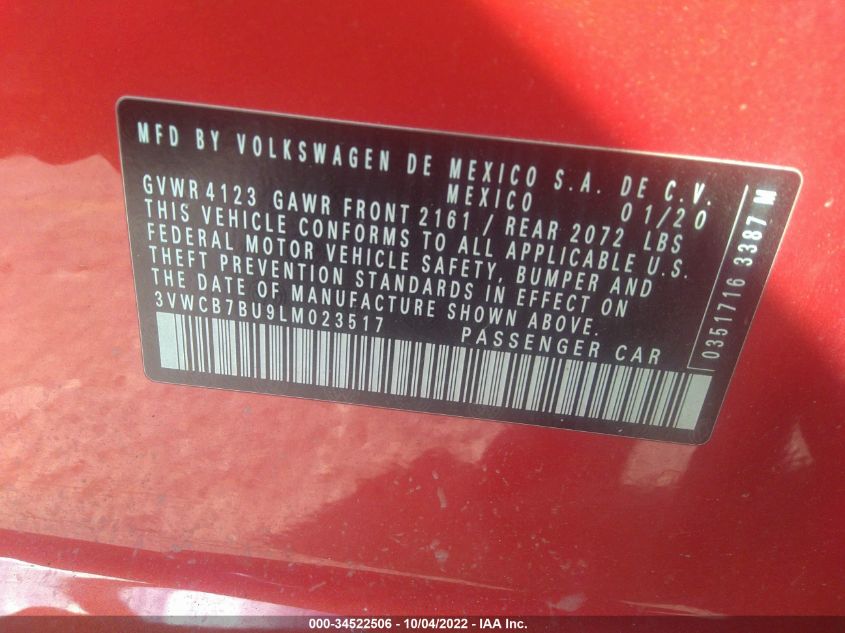 MFD BY VOLKSWAGEN DE MEXICO S.A. DE C.V.
MEXICO 01/20
GVWR 4123 GAWR FRONT 2161 / REAR 2072 LBS
THIS VEHICLE CONFORMS TO ALL APPLICABLE U.S.
FEDERAL MOTOR VEHICLE SAFETY, BUMPER AND
THEFT PREVENTION STANDARDS IN EFFECT ON
THE DATE OF MANUFACTURE SHOWN ABOVE.
3VWCB7BU9LM023517 PASSENGER CAR
0351716 3387 M
000-34522506 - 10/04/2022 - IAA Inc.